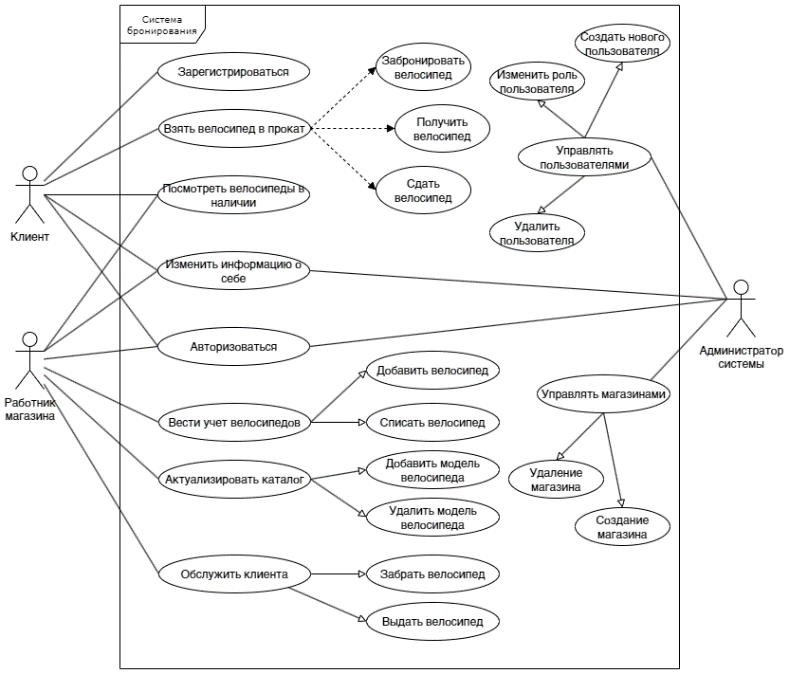 Система
бронирования
Зарегистрироваться
Взять велосипед в прокат
Посмотреть велосипеды в
наличии
Изменить информацию о
себе
Авторизоваться
Вести учет велосипедов
Актуализировать каталог
Обслужить клиента
Забронировать
велосипед
Получить
велосипед
Сдать
велосипед
Добавить велосипед
Списать велосипед
Добавить модель
велосипеда
Удалить модель
велосипеда
Забрать велосипед
Выдать велосипед
Создать нового
пользователя
Изменить роль
пользователя
Управлять
пользователями
Удалить
пользователя
Управлять магазинами
Удаление
магазина
Создание
магазина
Клиент
Работник
магазина
Администратор
системы